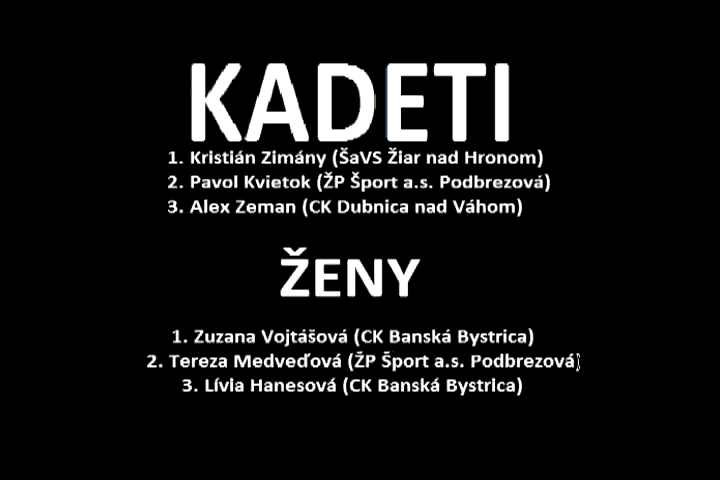 KADETI
1. Kristián Zimány (ŠaVS Žiar nad Hronom)
2. Pavol Kvietok (ŽP Šport a.s. Podbrezová)
3. Alex Zeman (CK Dubnica nad Váhom)
ŽENY
1. Zuzana Vojtášová (CK Banská Bystrica)
2. Tereza Medveďová (ŽP Šport a.s. Podbrezová)
3. Lívia Hanesová (CK Banská Bystrica)